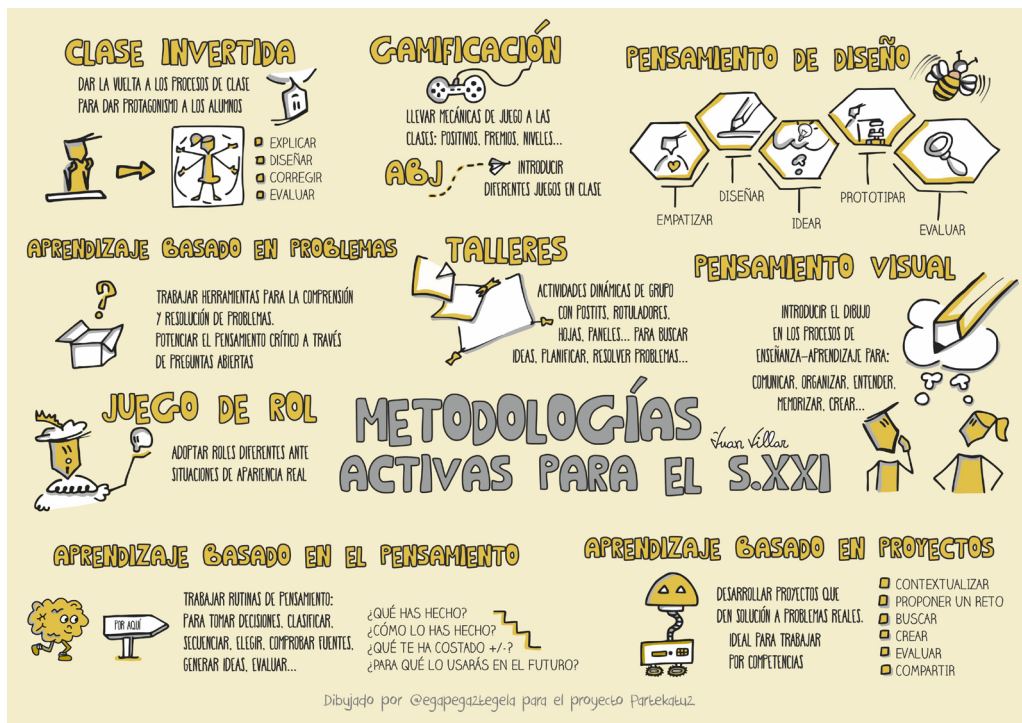 CLASE INVERTIDA
DAR LA VUELTA A LOS PROCESOS DE CLASE
PARA DAR PROTAGONISMO A LOS ALUMNOS
EXPLICAR
DISEÑAR
CORREGIR
EVALUAR
GAMIFICACIÓN
LLEVAR MECÁNICAS DE JUEGO A LAS
CLASES: POSITIVOS, PREMIOS, NIVELES...
ABJ
INTRODUCIR
DIFERENTES JUEGOS EN CLASE
PENSAMIENTO DE DISEÑO
EMPATIZAR
DISEÑAR
IDEAR
PROTOTIPAR
EVALUAR
APRENDIZAJE BASADO EN PROBLEMAS
TRABAJAR HERRAMIENTAS PARA LA COMPRENSIÓN
Y RESOLUCIÓN DE PROBLEMAS.
POTENCIAR EL PENSAMIENTO CRÍTICO A TRAVÉS
DE PREGUNTAS ABIERTAS
TALLERES
ACTIVIDADES DINÁMICAS DE GRUPO
CON POSTITS, ROTULADORES,
HOJAS, PANELES... PARA BUSCAR
IDEAS, PLANIFICAR, RESOLVER PROBLEMAS...
PENSAMIENTO VISUAL
INTRODUCIR EL DIBUJO
EN LOS PROCESOS DE
ENSEÑANZA-APRENDIZAJE PARA:
COMUNICAR, ORGANIZAR, ENTENDER,
MEMORIZAR, CREAR...
JUEGO DE ROL
ADOPTAR ROLES DIFERENTES ANTE
SITUACIONES DE APARIENCIA REAL
METODOLOGÍAS
ACTIVAS PARA EL S.XXI
Juan Villar
APRENDIZAJE BASADO EN EL PENSAMIENTO
POR AQUÍ
TRABAJAR RUTINAS DE PENSAMIENTO:
PARA TOMAR DECISIONES, CLASIFICAR,
SECUENCIAR, ELEGIR, COMPROBAR FUENTES,
GENERAR IDEAS, EVALUAR...
¿QUÉ HAS HECHO?
¿CÓMO LO HAS HECHO?
¿QUÉ TE HA COSTADO +/-?
¿PARA QUÉ LO USARÁS EN EL FUTURO?
APRENDIZAJE BASADO EN PROYECTOS
DESARROLLAR PROYECTOS QUE
DEN SOLUCIÓN A PROBLEMAS REALES.
IDEAL PARA TRABAJAR
POR COMPETENCIAS
CONTEXTUALIZAR
PROPONER UN RETO
BUSCAR
CREAR
EVALUAR
COMPARTIR
Dibujado por @egapegaztegela para el proyecto Partekatuz